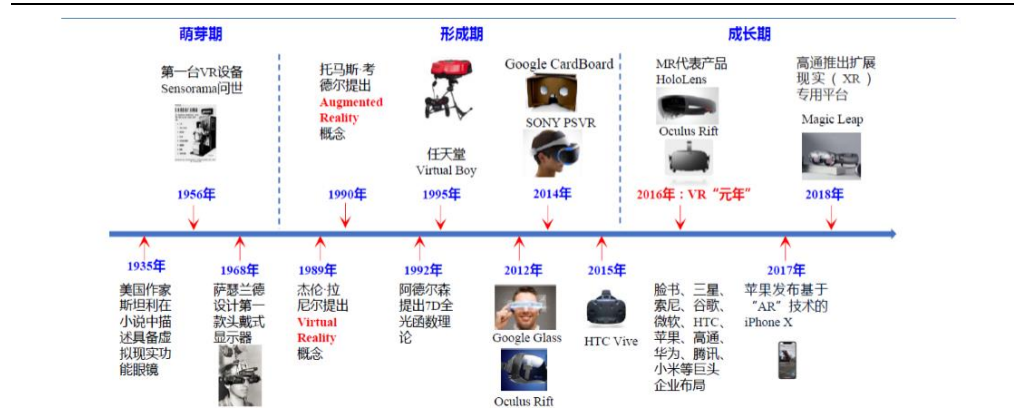 萌芽期
形成期
成长期
第一台VR设备
Sensorama问世
1956年
托马斯·考
德尔提出
Augmented
Reality
概念
1990年
任天堂
Virtual Boy
1995年
Google CardBoard
SONY PSVR
2014年
MR代表产品
HoloLens
Oculus Rift
2016年：VR“元年”
高通推出扩展
现实（XR）
专用平台
Magic Leap
2018年
1935年
美国作家
斯坦利在
小说中描
述具备虚
拟现实功
能眼镜
1968年
萨瑟兰德
设计第一
款头戴式
显示器
1989年
杰伦·拉
尼尔提出
Virtual
Reality
概念
1992年
阿德尔森
提出7D全
光函数理
论
2012年
Google Glass
Oculus Rift
2015年
HTC Vive
脸书、三星、
索尼、谷歌、
微软、HTC、
苹果、高通、
华为、腾讯、
小米等巨头
企业布局
2017年
苹果发布基于
“AR”技术的
iPhone X